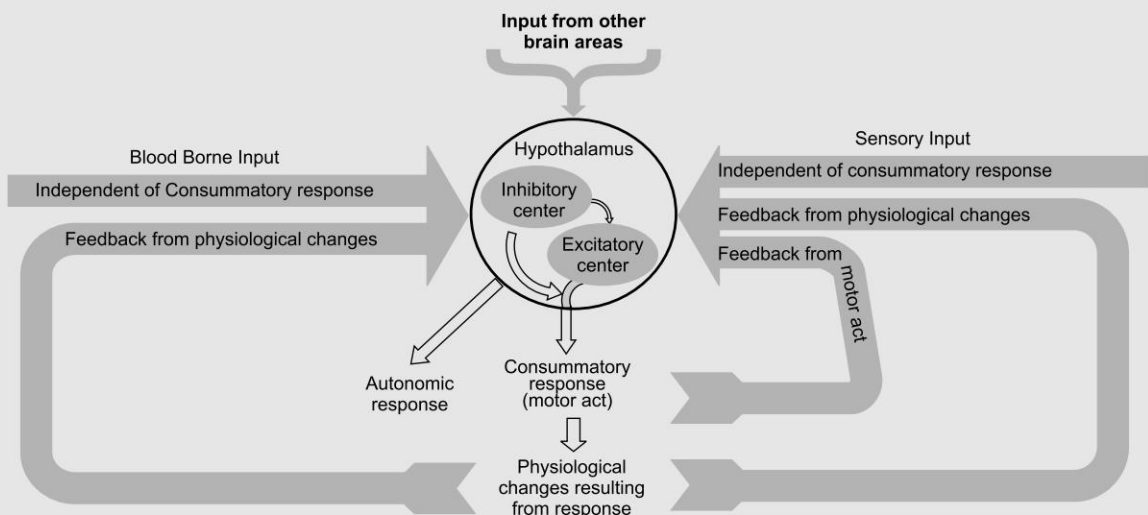 Input from other
brain areas
Hypothalamus
Inhibitory
center
Excitatory
center
Blood Borne Input
Independent of Consummatory response
Feedback from physiological changes
Sensory Input
Independent of consummatory response
Feedback from physiological changes
Feedback from motor act
Autonomic
response
Consummatory
response
(motor act)
Physiological
changes resulting
from response